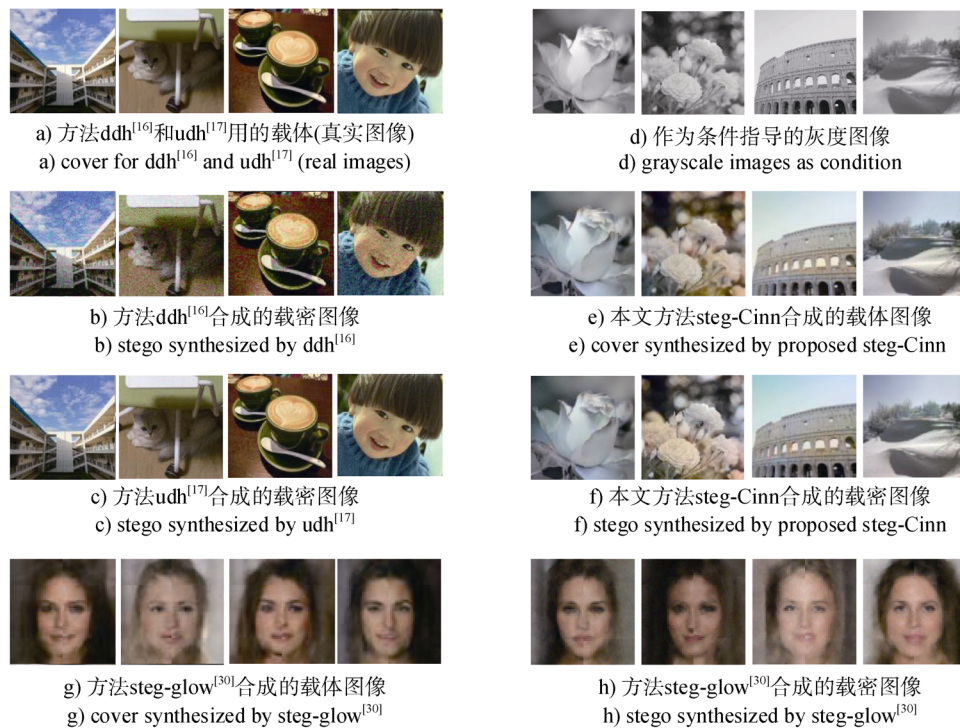 a) 方法ddh[16]和udh[17]用的载体(真实图像)
a) cover for ddh[16] and udh[17] (real images)
d) 作为条件指导的灰度图像
d) grayscale images as condition
b) 方法ddh[16]合成的载密图像
b) stego synthesized by ddh[16]
e) 本文方法steg-Cinn合成的载体图像
e) cover synthesized by proposed steg-Cinn
c) 方法udh[17]合成的载密图像
c) stego synthesized by udh[17]
f) 本文方法steg-Cinn合成的载密图像
f) stego synthesized by proposed steg-Cinn
g) 方法steg-glow[30]合成的载体图像
g) cover synthesized by steg-glow[30]
h) 方法steg-glow[30]合成的载密图像
h) stego synthesized by steg-glow[30]